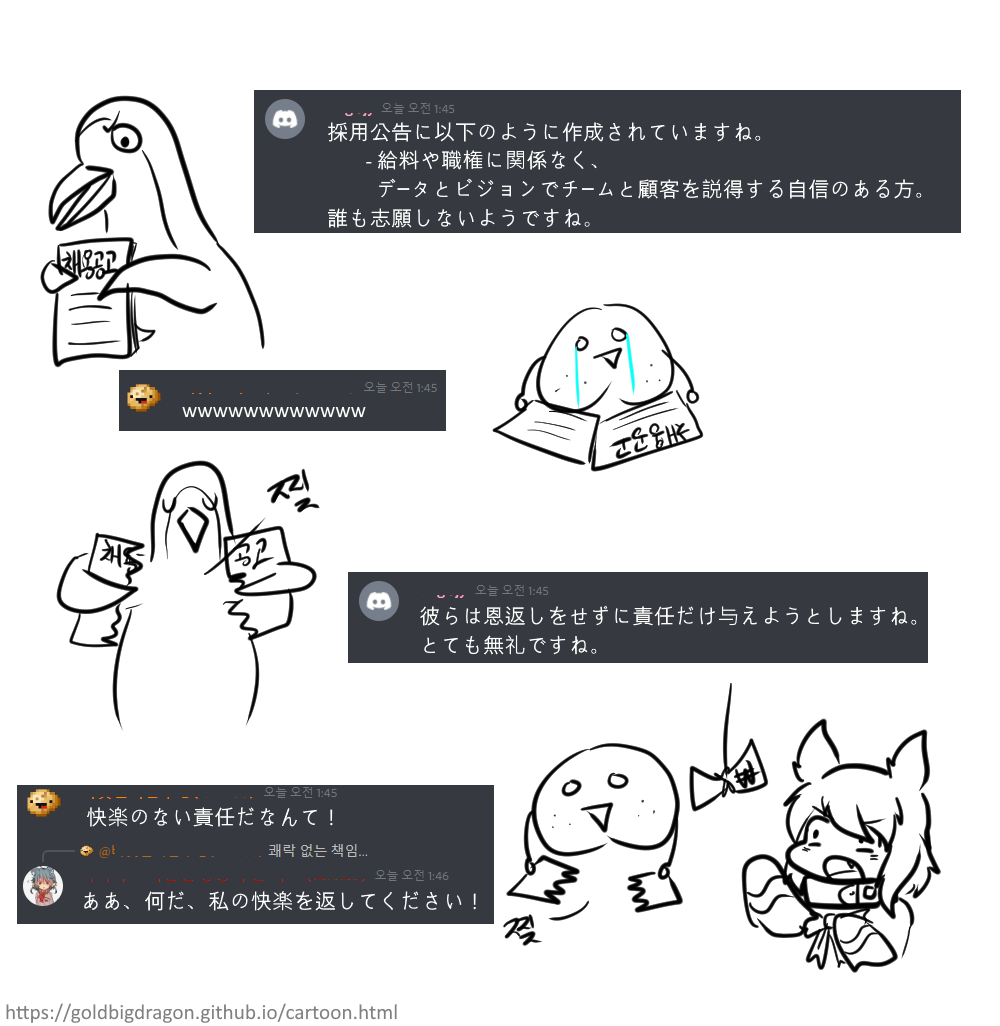 오늘 오전 1:45
採用公告に以下のように作成されていますね。
- 給料や職権に関係なく、
データとビジョンでチームと顧客を説得する自信のある方。
誰も志願しないようですね。
채용공고
오늘 오전 1:45
wwwwwwwwwwww
찔
채
공고
오늘 오전 1:45
彼らは恩返しをせずに責任だけ与えようとしますね。
とても無礼ですね。
오늘 오전 1:45
快楽のない責任だなんて！
쾌락 없는 책임...
오늘 오전 1:46
ああ、何だ、私の快楽を返してください！
https://goldbigdragon.github.io/cartoon.html